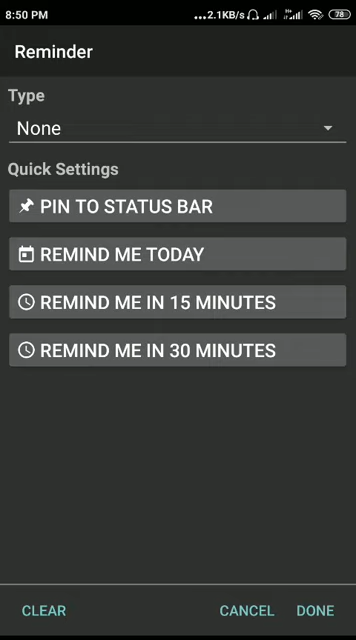 8:50 PM ...2.1KB/s 78
Reminder
Type
None
Quick Settings
PIN TO STATUS BAR
REMIND ME TODAY
REMIND ME IN 15 MINUTES
REMIND ME IN 30 MINUTES
CLEAR CANCEL DONE